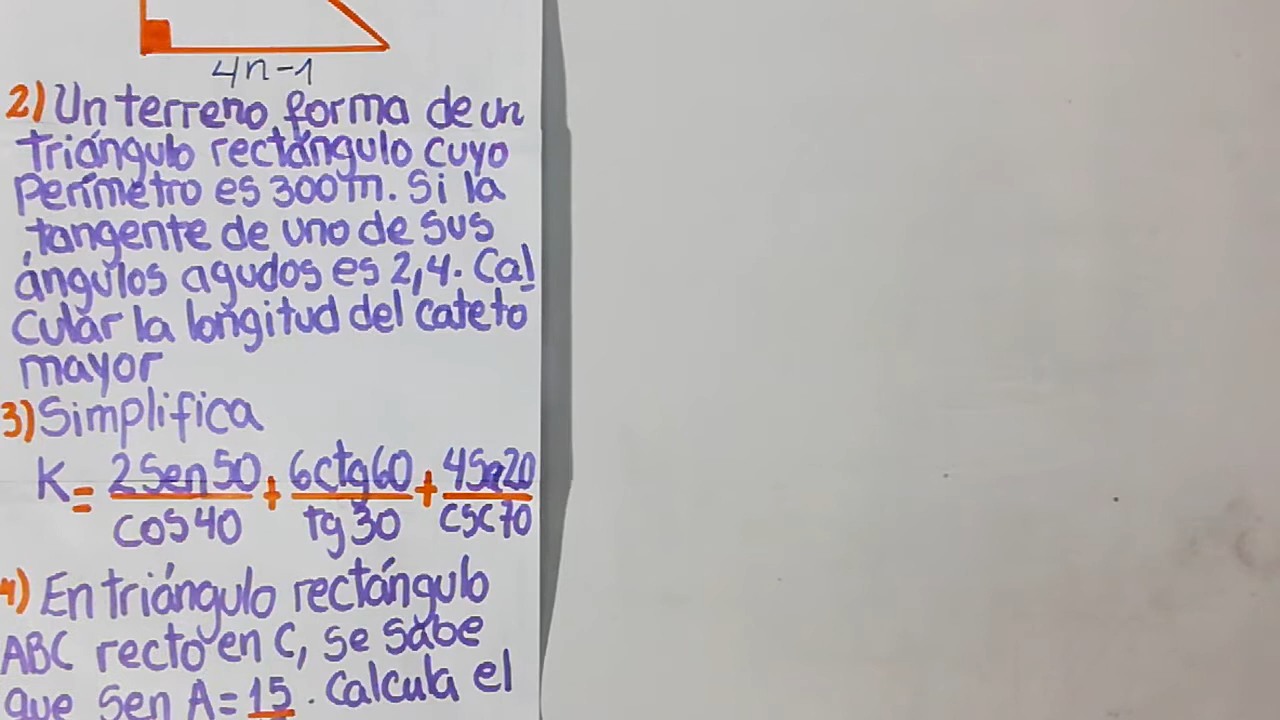 4n-1
2) Un terreno forma de un
triángulo rectángulo cuyo
perímetro es 300m. Si la
tangente de uno de sus
ángulos agudos es 2,4. Cal
cular la longitud del cateto
mayor
3) Simplifica
K = 2Sen50/cos40 + 6ctg60/tg30 + 4Se20/csc70
4) En triángulo rectángulo
ABC recto en C, se sabe
que sen A= 15 . Calcula el